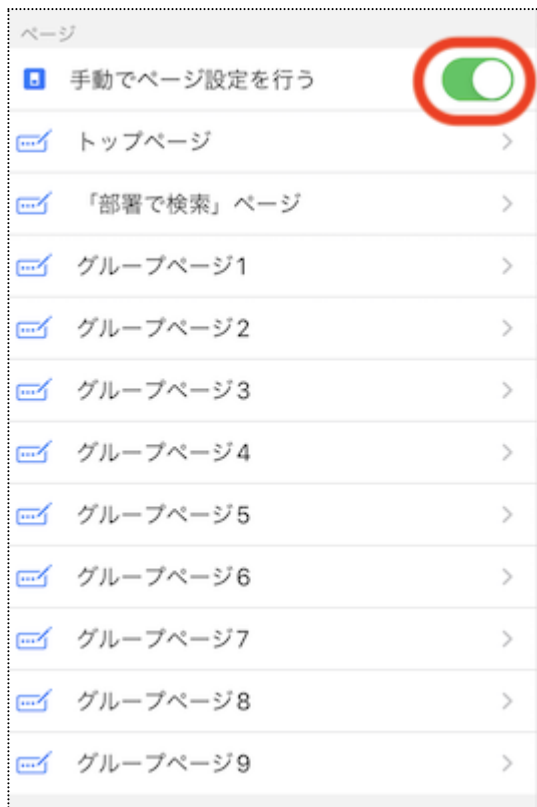 ページ
手動でページ設定を行う
トップページ
「部署で検索」ページ
グループページ1
グループページ2
グループページ3
グループページ4
グループページ5
グループページ6
グループページ7
グループページ8
グループページ9